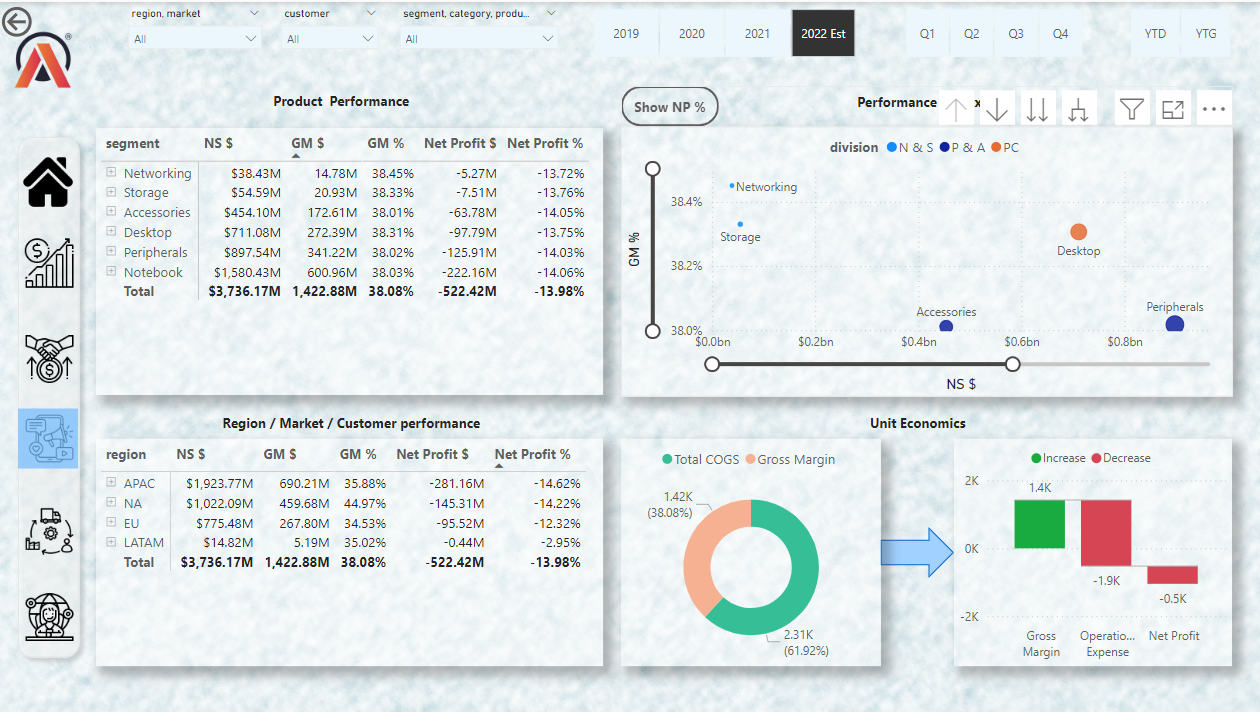 region, market
customer
segment, category, produ...
All
All
All
2019
2020
2021
2022 Est
Q1
Q2
Q3
Q4
YTD
YTG
®
Product Performance
segment NS $ GM $ GM % Net Profit $ Net Profit %
Networking $38.43M 14.78M 38.45% -5.27M -13.72%
Storage $54.59M 20.93M 38.33% -7.51M -13.76%
Accessories $454.10M 172.61M 38.01% -63.78M -14.05%
Desktop $711.08M 272.39M 38.31% -97.79M -13.75%
Peripherals $897.54M 341.22M 38.02% -125.91M -14.03%
Notebook $1,580.43M 600.96M 38.03% -222.16M -14.06%
Total $3,736.17M 1,422.88M 38.08% -522.42M -13.98%
Show NP %
Performance
x
division N & S P & A PC
GM %
38.4%
38.2%
38.0%
Networking
Storage
Desktop
Accessories
Peripherals
$0.0bn $0.2bn $0.4bn $0.6bn $0.8bn
NS $
Region / Market / Customer performance
region NS $ GM $ GM % Net Profit $ Net Profit %
APAC $1,923.77M 690.21M 35.88% -281.16M -14.62%
NA $1,022.09M 459.68M 44.97% -145.31M -14.22%
EU $775.48M 267.80M 34.53% -95.52M -12.32%
LATAM $14.82M 5.19M 35.02% -0.44M -2.95%
Total $3,736.17M 1,422.88M 38.08% -522.42M -13.98%
Unit Economics
Total COGS Gross Margin
1.42K
(38.08%)
2.31K
(61.92%)
Increase Decrease
2K
0K
-2K
1.4K
-1.9K
-0.5K
Gross
Margin
Operatio...
Expense
Net Profit